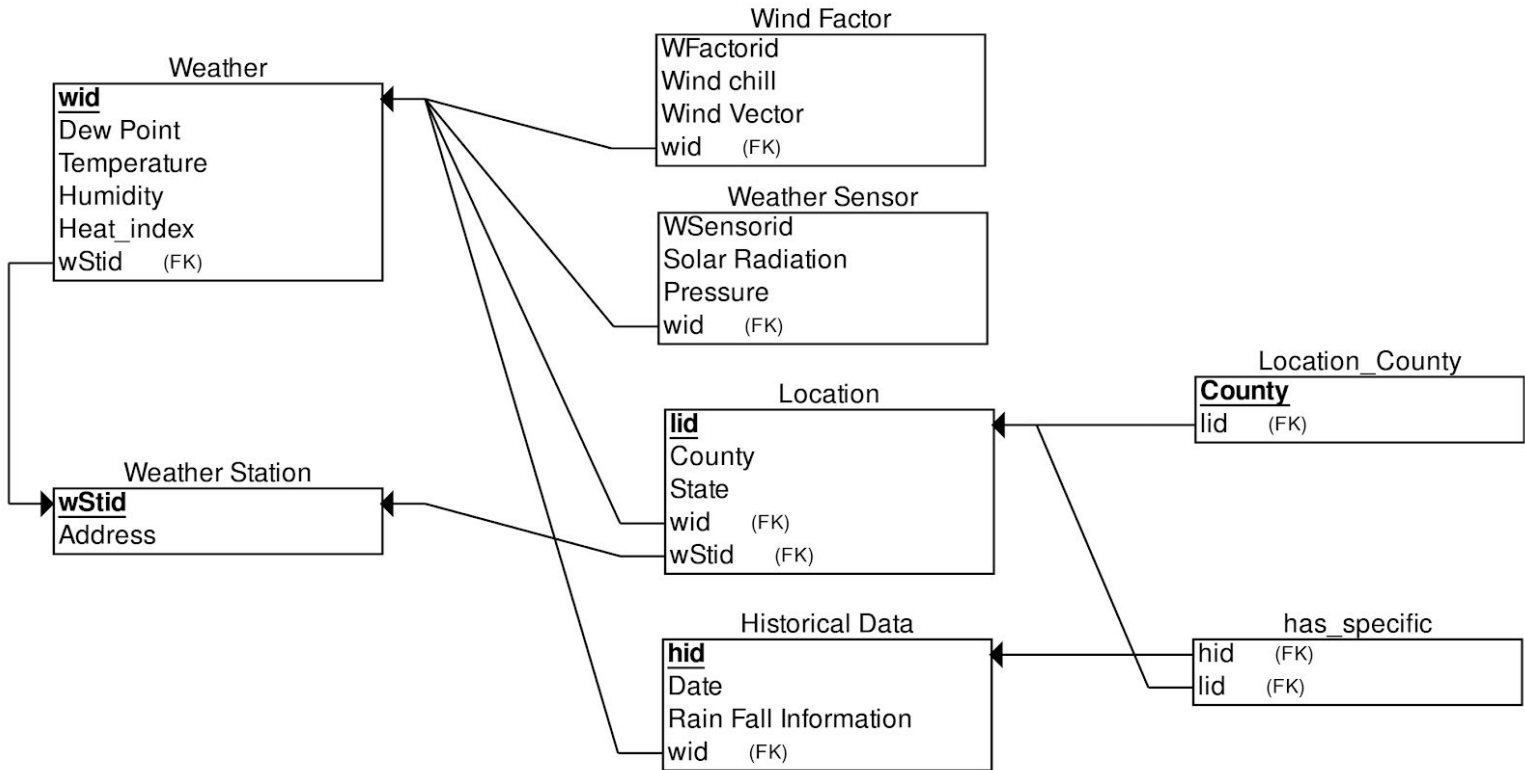 Weather
wid
Dew Point
Temperature
Humidity
Heat_index
wStid (FK)
Weather Station
wStid
Address
Wind Factor
WFactorid
Wind chill
Wind Vector
wid (FK)
Weather Sensor
WSensorid
Solar Radiation
Pressure
wid (FK)
Location
lid
County
State
wid (FK)
wStid (FK)
Historical Data
hid
Date
Rain Fall Information
wid (FK)
Location_County
County
lid (FK)
has_specific
hid (FK)
lid (FK)